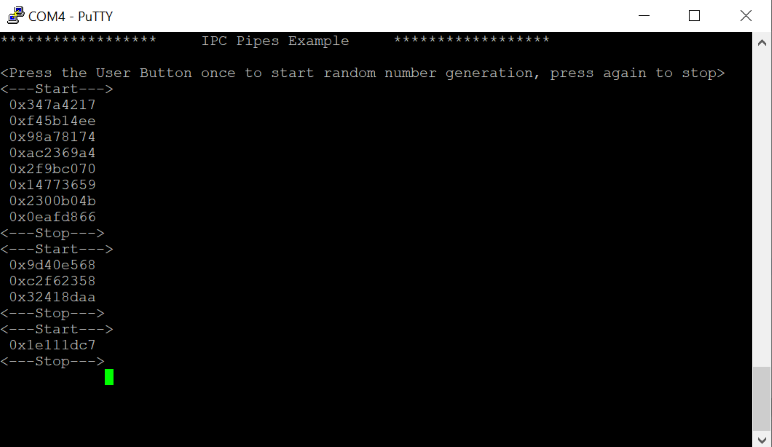 COM4 - PuTTY
****************** IPC Pipes Example ******************
<Press the User Button once to start random number generation, press again to stop>
<---Start--->
0x347a4217
0xf45b14ee
0x98a78174
0xac2369a4
0x2f9bc070
0x14773659
0x2300b04b
0x0eafd866
<---Stop--->
<---Start--->
0x9d40e568
0xc2f62358
0x32418daa
<---Stop--->
<---Start--->
0x1e111dc7
<---Stop--->